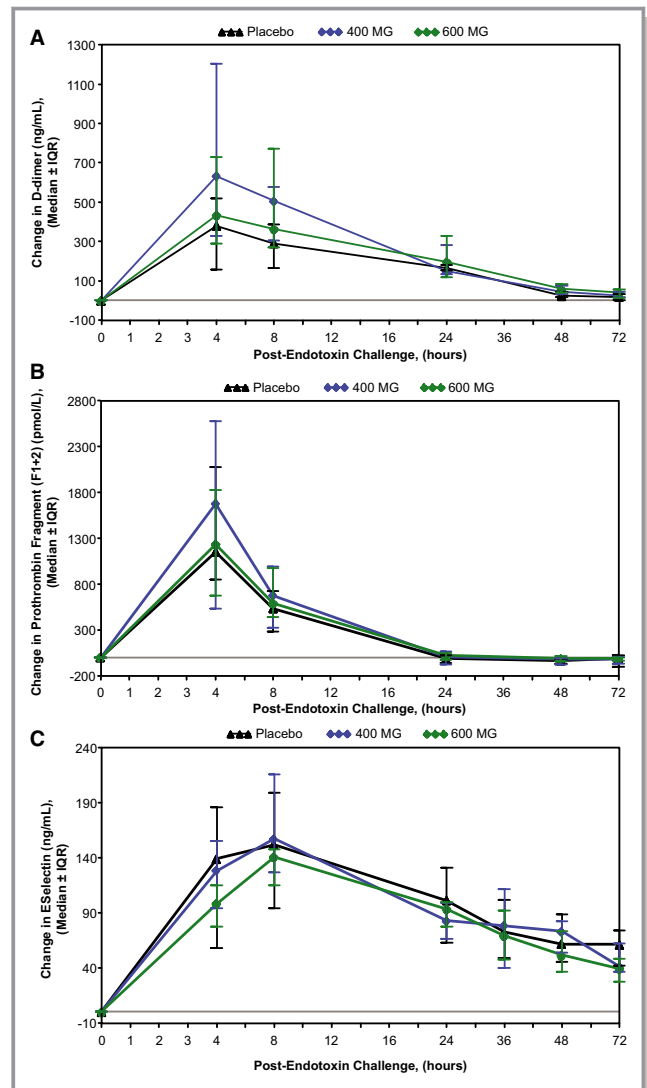 A
Placebo 400 MG 600 MG
Change in D-dimer (ng/mL),
(Median ± IQR)
1300
1100
900
700
500
300
100
-100
0 1 2 3 4 8 12 16 24 36 48 72
Post-Endotoxin Challenge, (hours)
B
Placebo 400 MG 600 MG
Change in Prothrombin Fragment (F1+2) (pmol/L),
(Median ± IQR)
2800
2300
1800
1300
800
300
-200
0 1 2 3 4 8 12 16 24 36 48 72
Post-Endotoxin Challenge, (hours)
C
Placebo 400 MG 600 MG
Change in ESelectin (ng/mL),
(Median ± IQR)
240
190
140
90
40
-10
0 1 2 3 4 8 12 16 24 36 48 72
Post-Endotoxin Challenge, (hours)